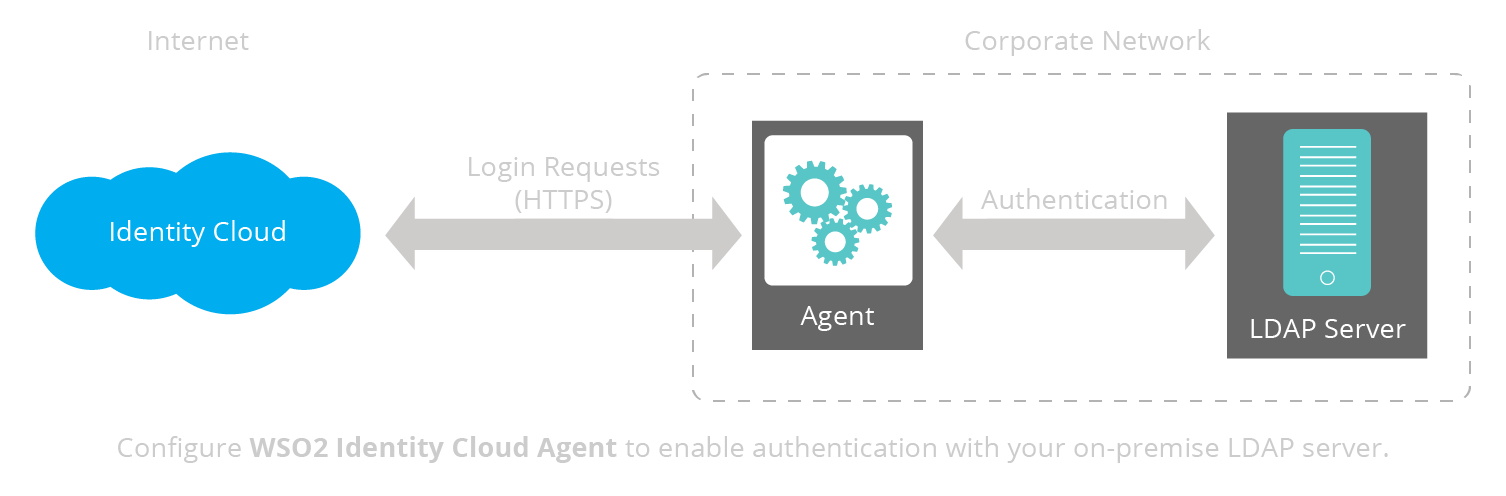 Internet
Corporate Network
Login Requests
(HTTPS)
Identity Cloud
Authentication
Agent
LDAP Server
Configure WSO2 Identity Cloud Agent to enable authentication with your on-premise LDAP server.